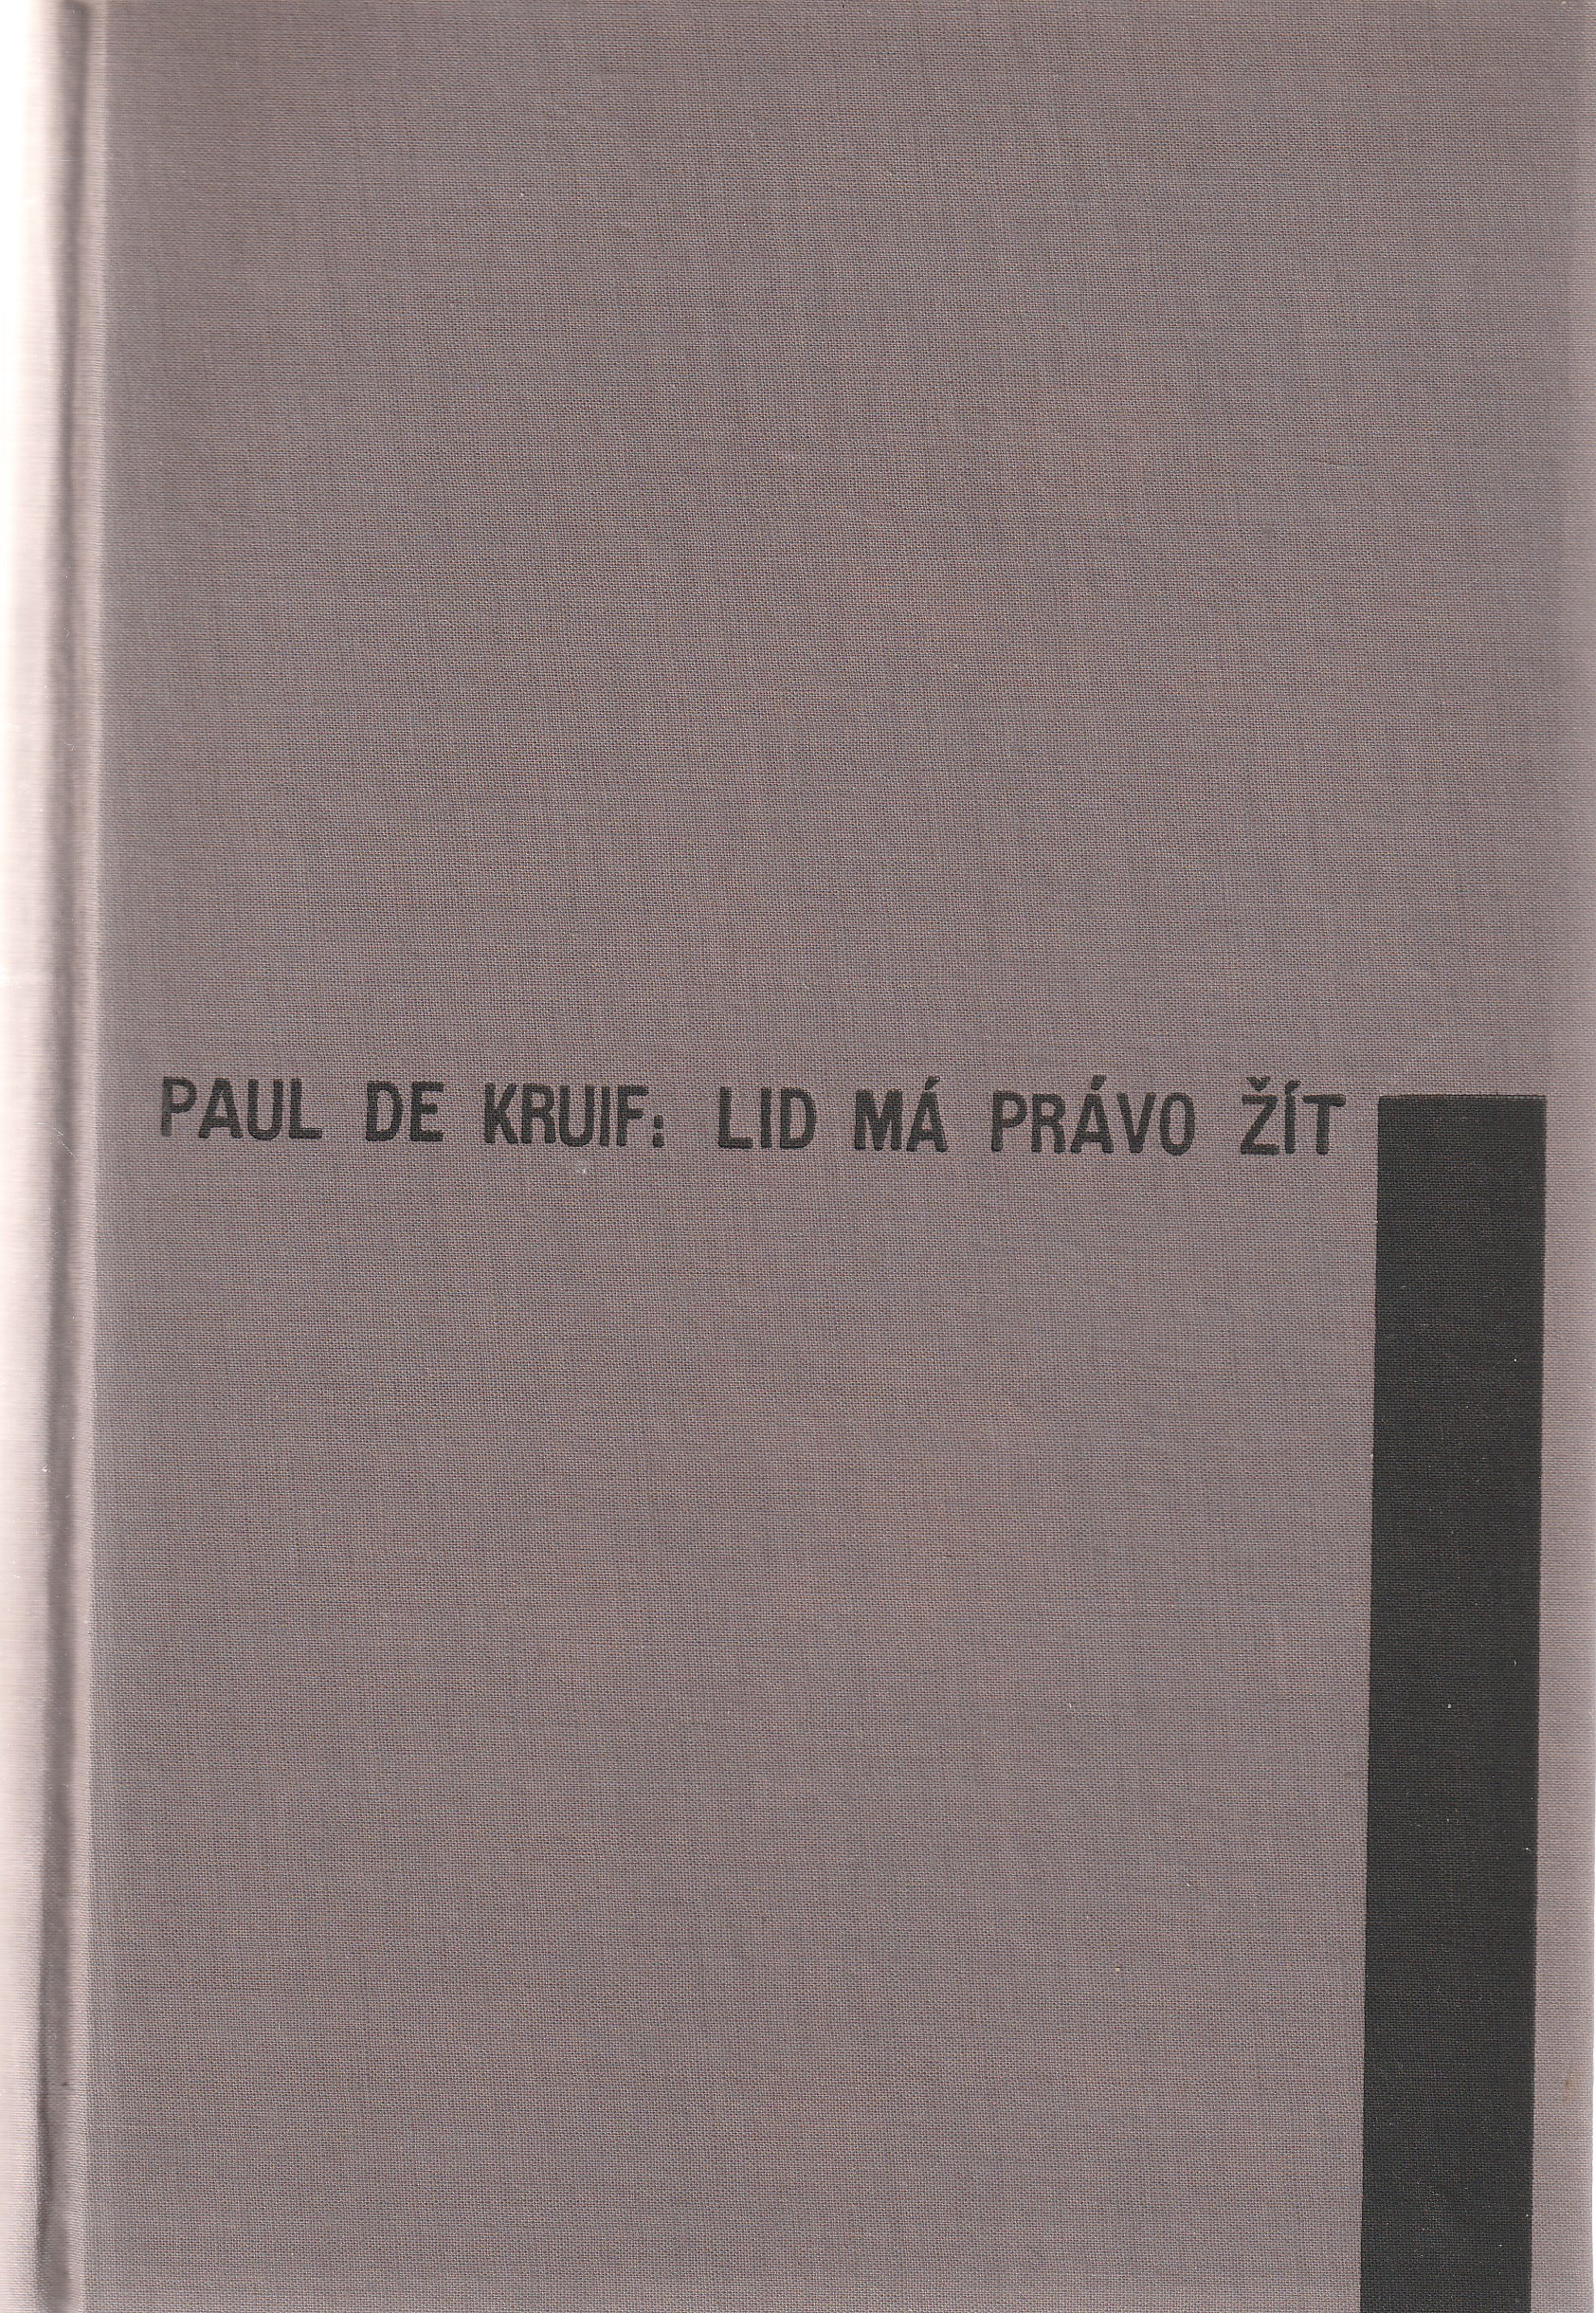 PAUL DE KRUIF: LID MÁ PRÁVO ŽÍT